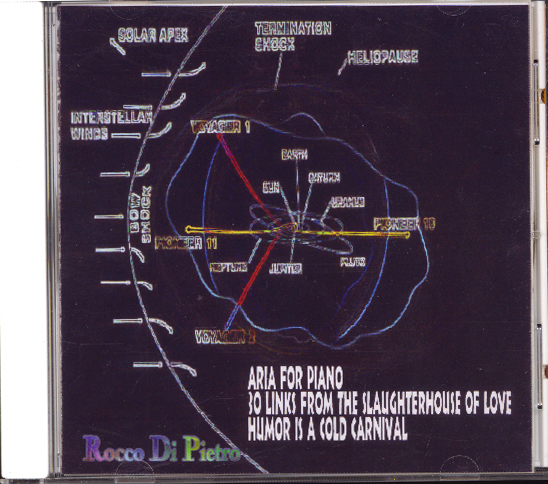 SOLAR APEX
TERMINATION
SHOCK
HELIOPAUSE
INTERSTELLAR
WINDS
VOYAGER 1
EARTH
SUN
SATURN
URANUS
BOW
SHOCK
PIONEER 10
PIONEER 11
NEPTUNE
JUPITER
PLUTO
VOYAGER 2
ARIA FOR PIANO
30 LINKS FROM THE SLAUGHTERHOUSE OF LOVE
HUMOR IS A COLD CARNIVAL
Rocco Di Pietro